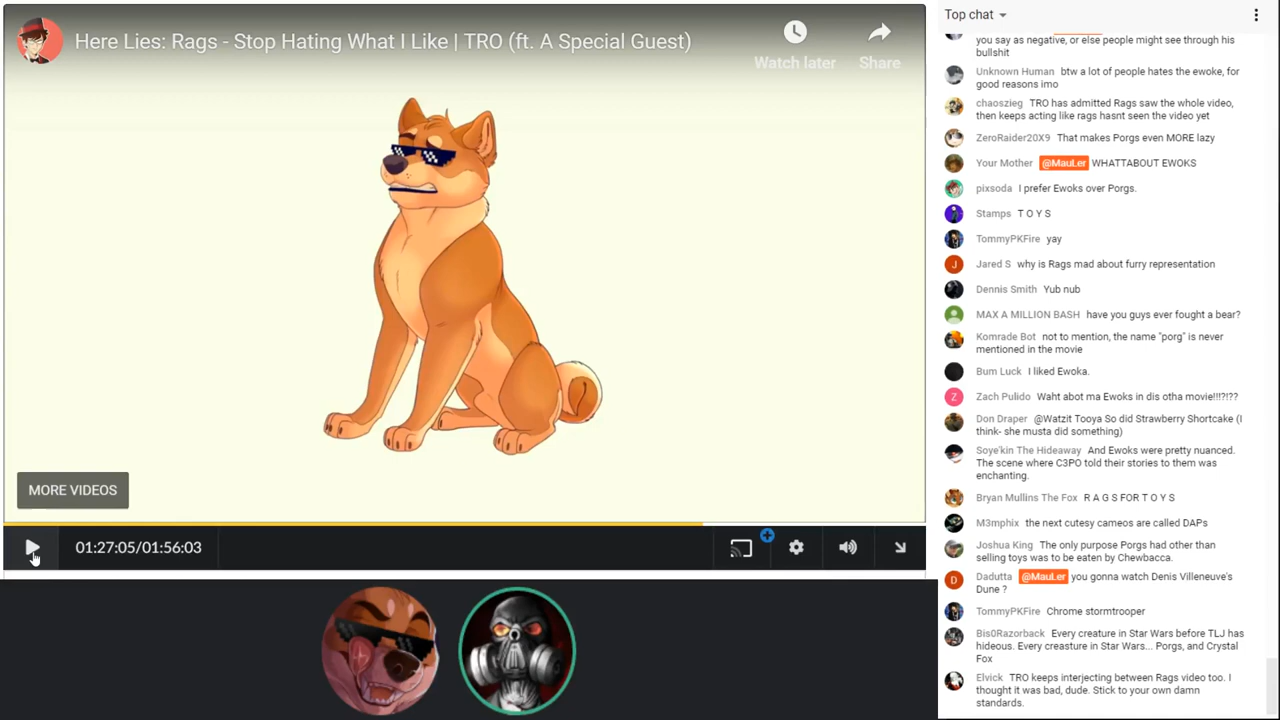 Here Lies: Rags - Stop Hating What I Like | TRO (ft. A Special Guest)
Watch later
Share
MORE VIDEOS
01:27:05/01:56:03
Top chat
you say as negative, or else people might see through his
bullshit
Unknown Human btw a lot of people hates the ewoke, for
good reasons imo
chaoszieg TRO has admitted Rags saw the whole video,
then keeps acting like rags hasnt seen the video yet
ZeroRaider20X9 That makes Porgs even MORE lazy
Your Mother @MauLer WHATTABOUT EWOKS
pixsoda I prefer Ewoks over Porgs.
Stamps T O Y S
TommyPKFire yay
J
Jared S why is Rags mad about furry representation
Dennis Smith Yub nub
MAX A MILLION BASH have you guys ever fought a bear?
Komrade Bot not to mention, the name "porg" is never
mentioned in the movie
Bum Luck I liked Ewoka.
Z
Zach Pulido Waht abot ma Ewoks in dis otha movie!!!?!??
Don Draper @Watzit Tooya So did Strawberry Shortcake (I
think- she musta did something)
Soye'kin The Hideaway And Ewoks were pretty nuanced.
The scene where C3PO told their stories to them was
enchanting.
Bryan Mullins The Fox R A G S F O R T O Y S
M3mphix the next cutesy cameos are called DAPs
Joshua King The only purpose Porgs had other than
selling toys was to be eaten by Chewbacca.
D
Dadutta @MauLer you gonna watch Denis Villeneuve's
Dune ?
TommyPKFire Chrome stormtrooper
Bis0Razorback Every creature in Star Wars before TLJ has
hideous. Every creasture in Star Wars... Porgs, and Crystal
Fox
Elvick TRO keeps interjecting between Rags video too. I
thought it was bad, dude. Stick to your own damn
standards.